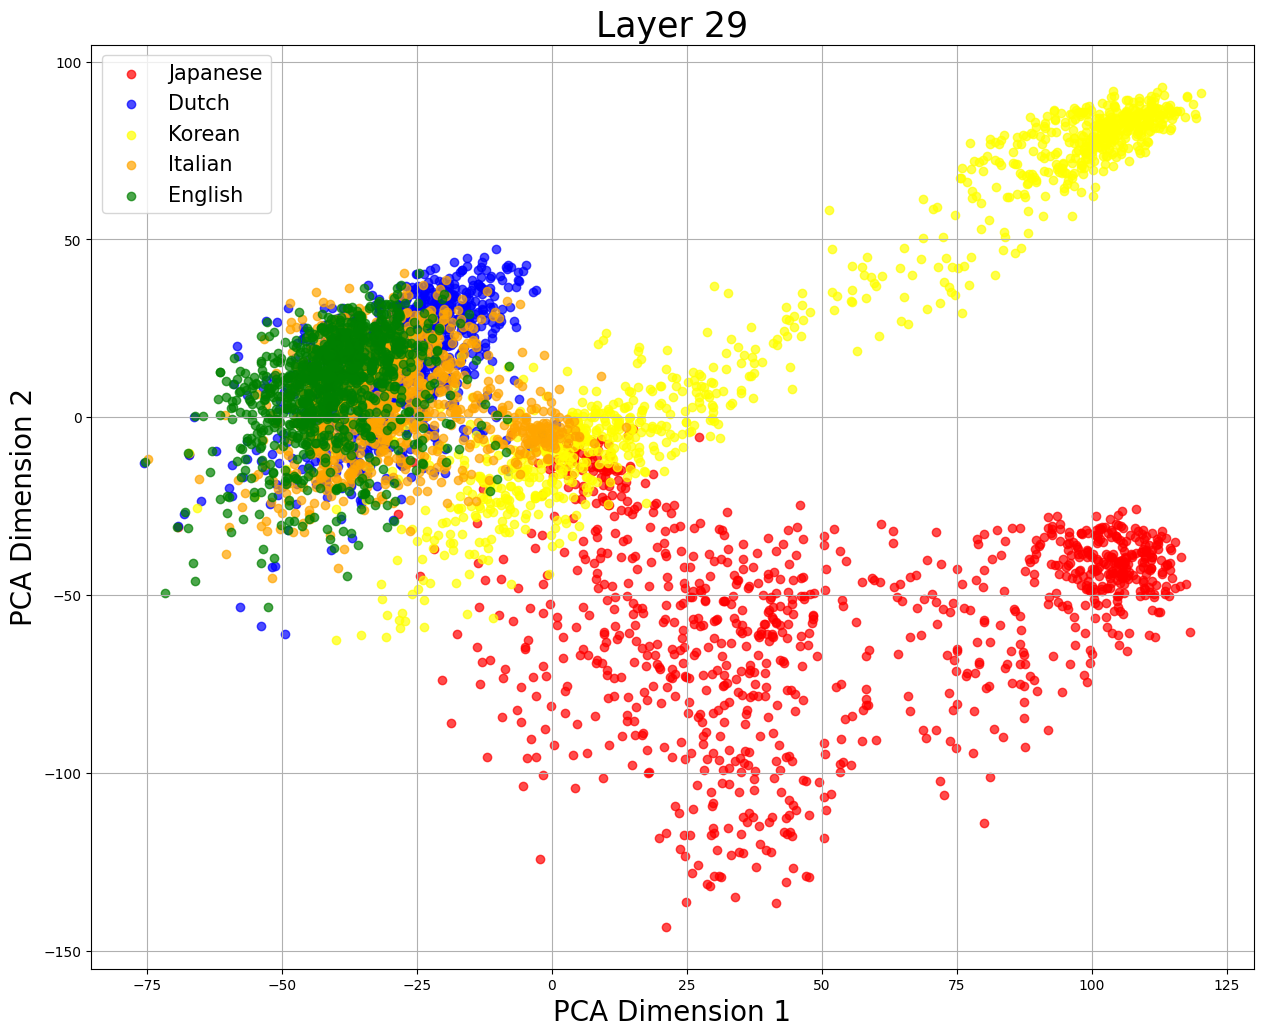 Layer 29
Japanese
Dutch
Korean
Italian
English
100
50
0
−50
−100
−150
PCA Dimension 2
−75 −50 −25 0 25 50 75 100 125
PCA Dimension 1